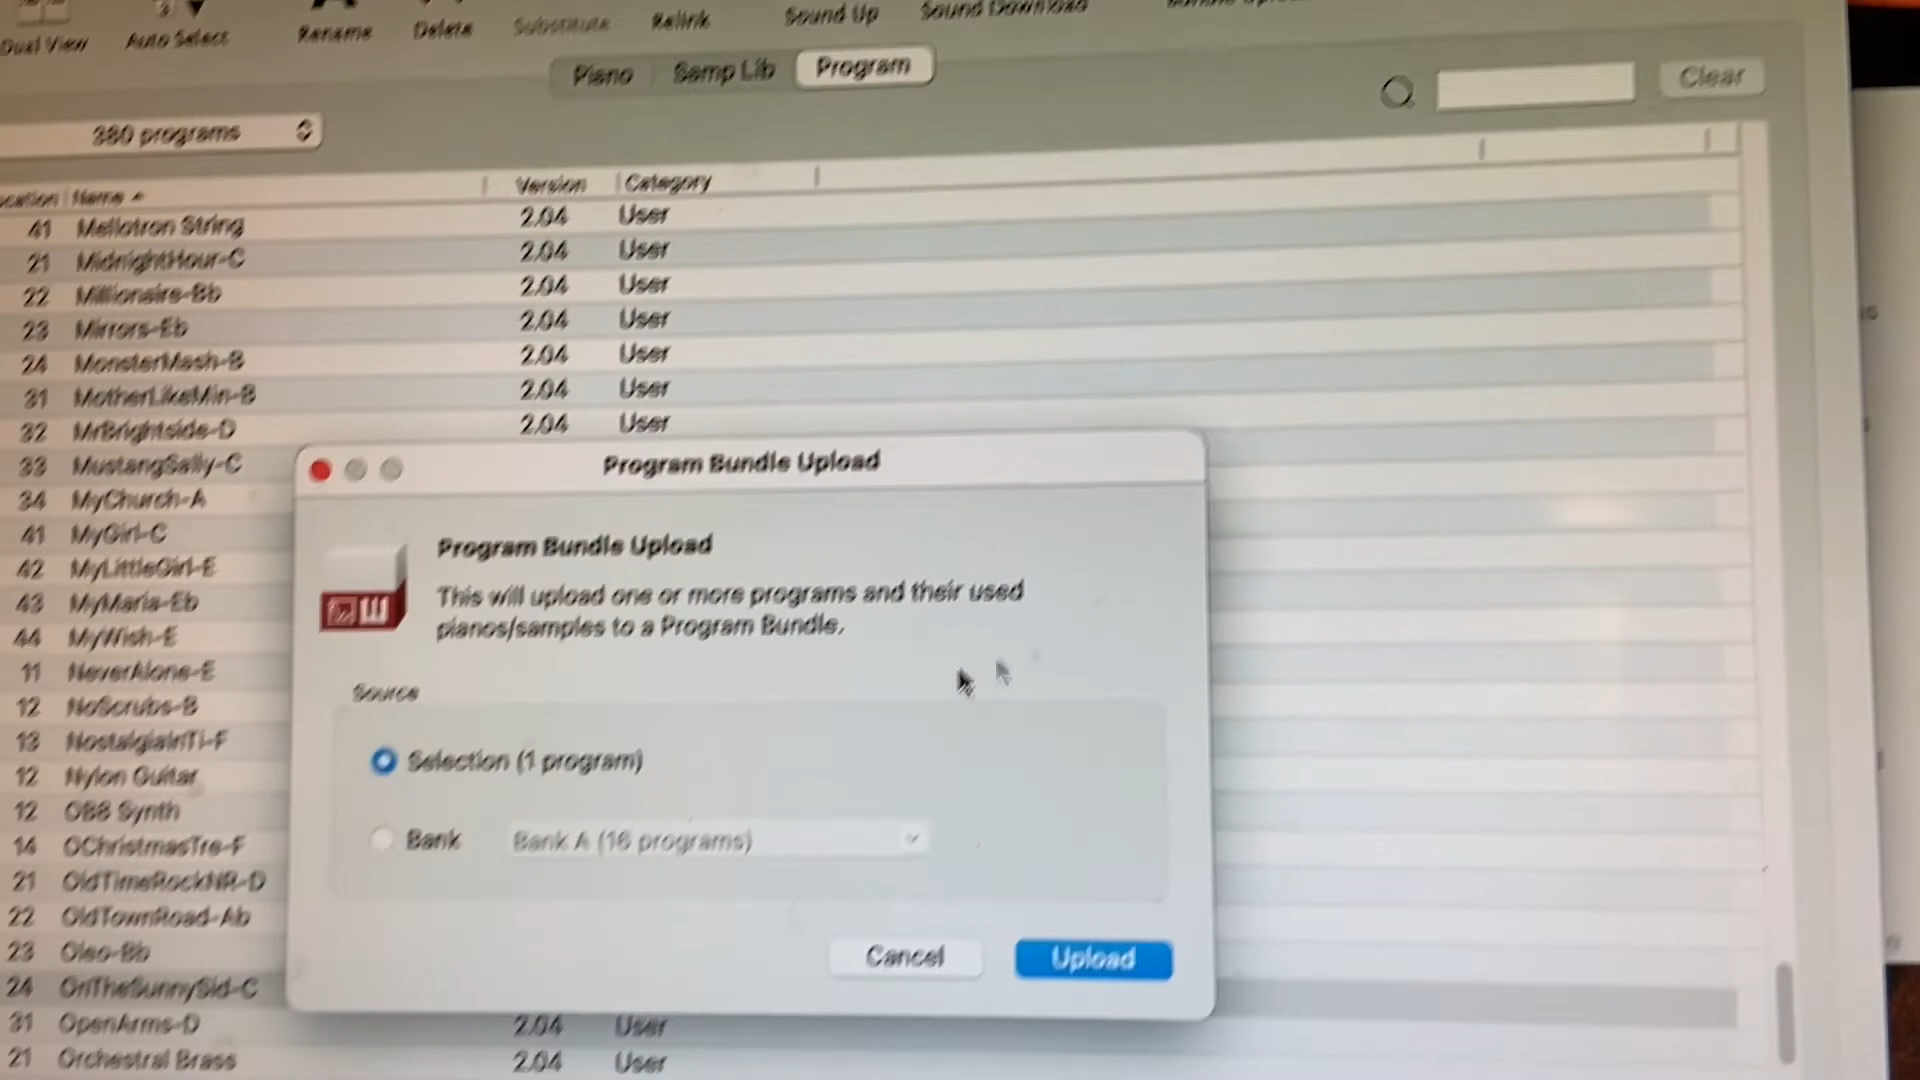 Dual View Auto Select Rename Delete Substitute Relink Sound Up Sound Download
Piano Samp Lib Program
Clear
380 programs
Name Version Category
41 Mellotron String 2.04 User
21 MidnightHour-C 2.04 User
22 Millionaire-Bb 2.04 User
23 Mirrors-Eb 2.04 User
24 MonsterMash-B 2.04 User
31 MotherLikeMin-B 2.04 User
32 MrBrightside-D 2.04 User
33 MustangSally-C
34 MyChurch-A
41 MyGirl-C
42 MyLittleGirl-E
43 MyMaria-Eb
44 MyWish-E
11 NeverAlone-E
12 NoScrubs-B
13 NostalgiaInTi-F
12 Nylon Guitar
12 OB8 Synth
14 OChristmasTre-F
21 OldTimeRockNR-D
22 OldTownRoad-Ab
23 Oleo-Bb
24 OnTheSunnySid-C
31 OpenArms-D 2.04 User
21 Orchestral Brass 2.04 User
Program Bundle Upload
Program Bundle Upload
This will upload one or more programs and their used
pianos/samples to a Program Bundle.
Source
Selection (1 program)
Bank Bank A (16 programs)
Cancel Upload